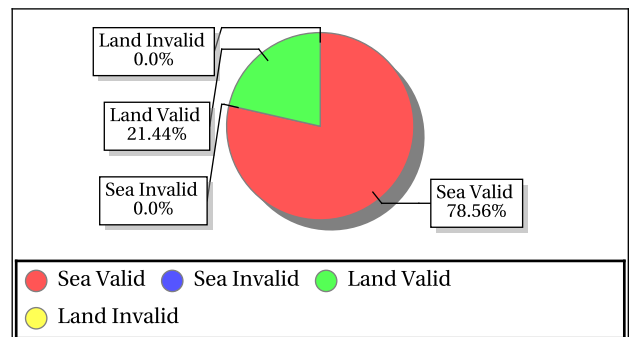 Land Invalid
0.0%
Land Valid
21.44%
Sea Invalid
0.0%
Sea Valid
78.56%
Sea Valid
Sea Invalid
Land Valid
Land Invalid